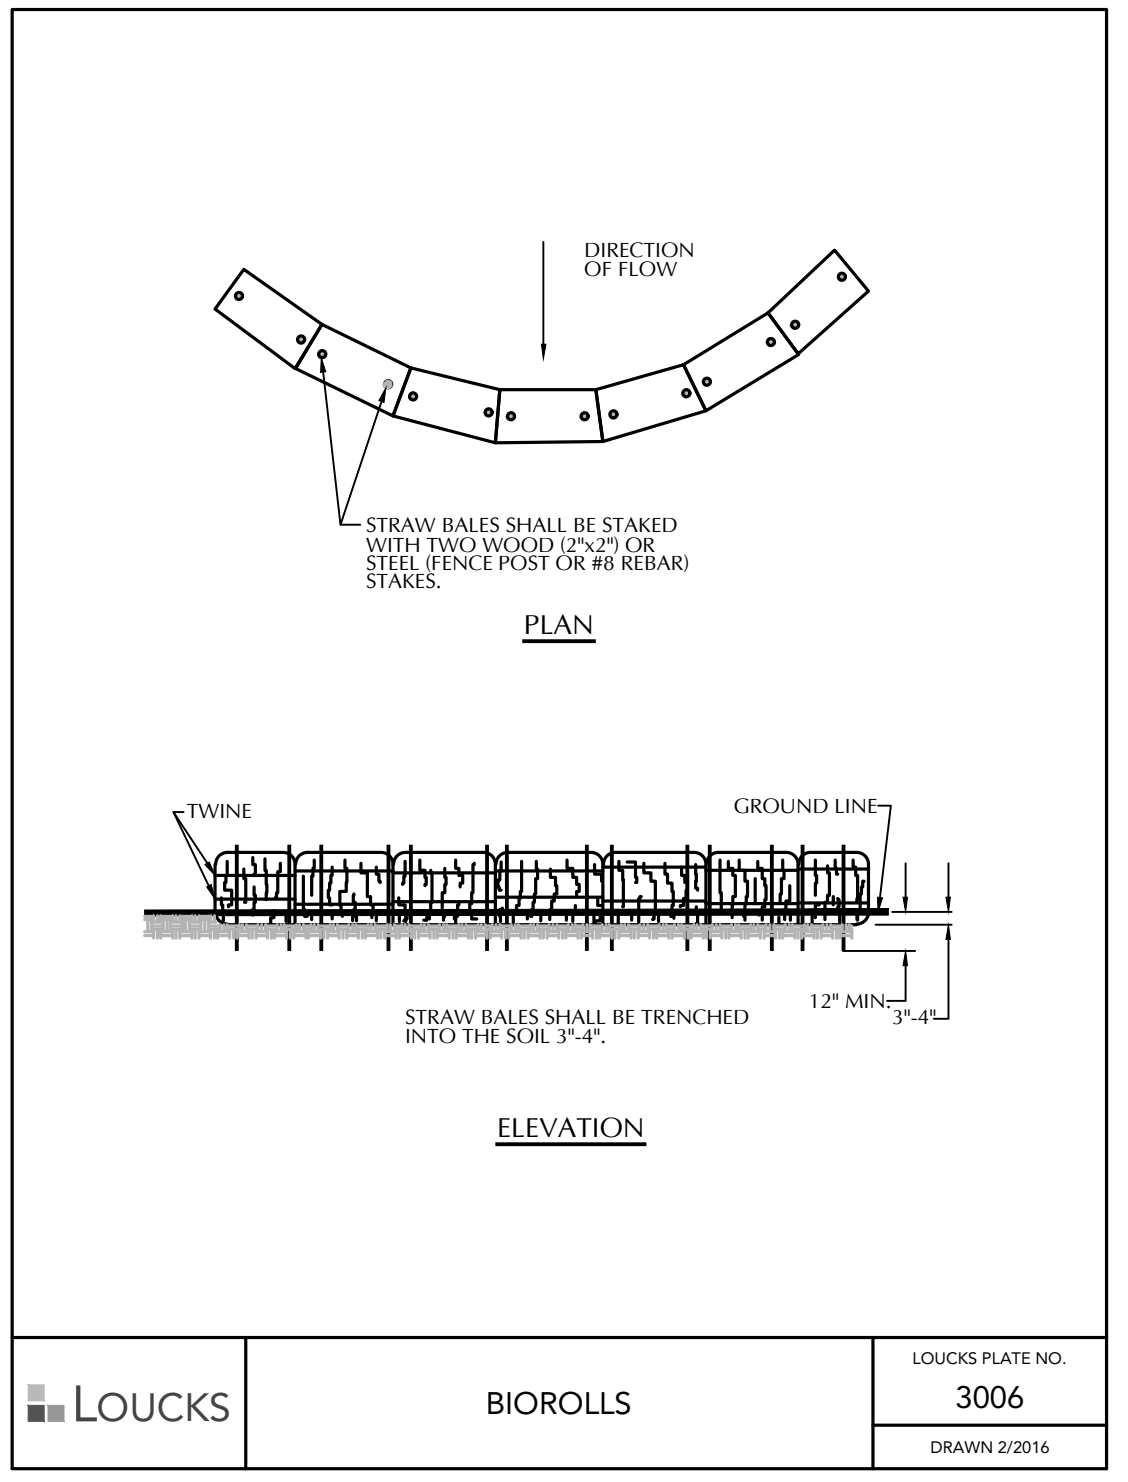 DIRECTION
OF FLOW
STRAW BALES SHALL BE STAKED
WITH TWO WOOD (2"x2") OR
STEEL (FENCE POST OR #8 REBAR)
STAKES.
PLAN
TWINE
GROUND LINE
12" MIN.
3"-4"
STRAW BALES SHALL BE TRENCHED
INTO THE SOIL 3"-4".
ELEVATION
LOUCKS
BIOROLLS
LOUCKS PLATE NO.
3006
DRAWN 2/2016